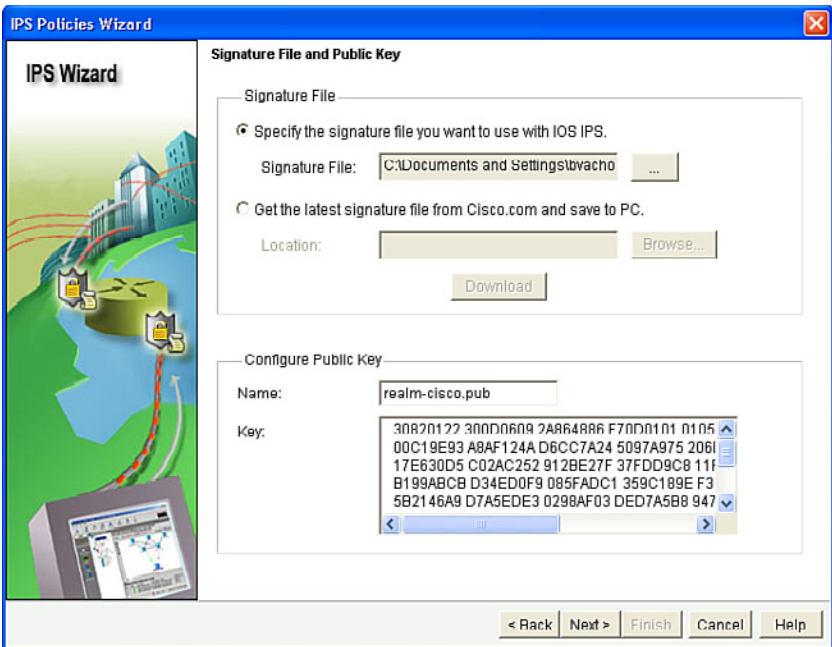 IPS Policies Wizard
IPS Wizard
Signature File and Public Key
Signature File
Specify the signature file you want to use with IOS IPS.
Signature File: C:\Documents and Settings\bvacho ...
Get the latest signature file from Cisco.com and save to PC.
Location: Browse...
Download
Configure Public Key
Name: realm-cisco.pub
Key:
30820122 300D0609 2A864886 F70D0101 0105
00C19E93 A8AF124A D6CC7A24 5097A975 206
17E630D5 C02AC252 912BE27F 37FDD9C8 11
B199ABCB D34ED0F9 085FADC1 359C189E F3
5B2146A9 D7A5EDE3 0298AF03 DED7A5B8 947
< Back Next > Finish Cancel Help